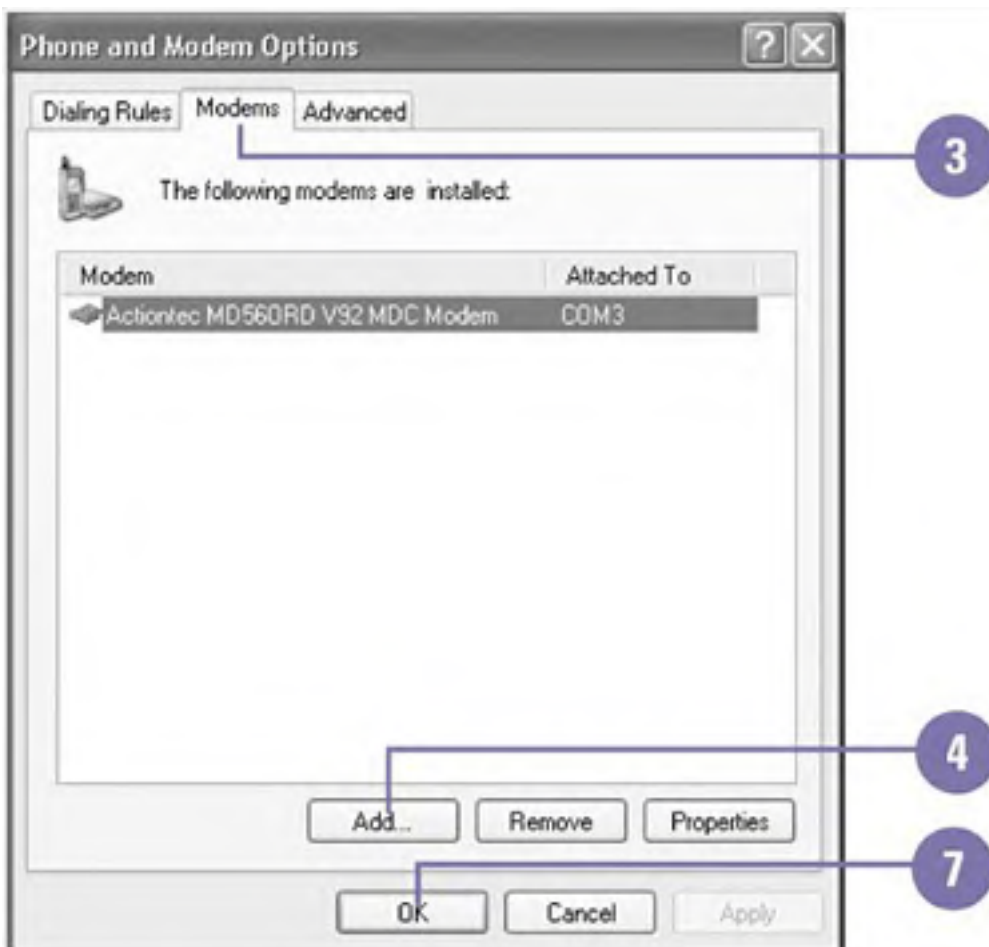 Phone and Modem Options
Dialing Rules Modems Advanced
3
The following modems are installed:
Modem Attached To
Actiontec MD560RD V92 MDC Modem COM3
4
Add... Remove Properties
7
OK Cancel Apply